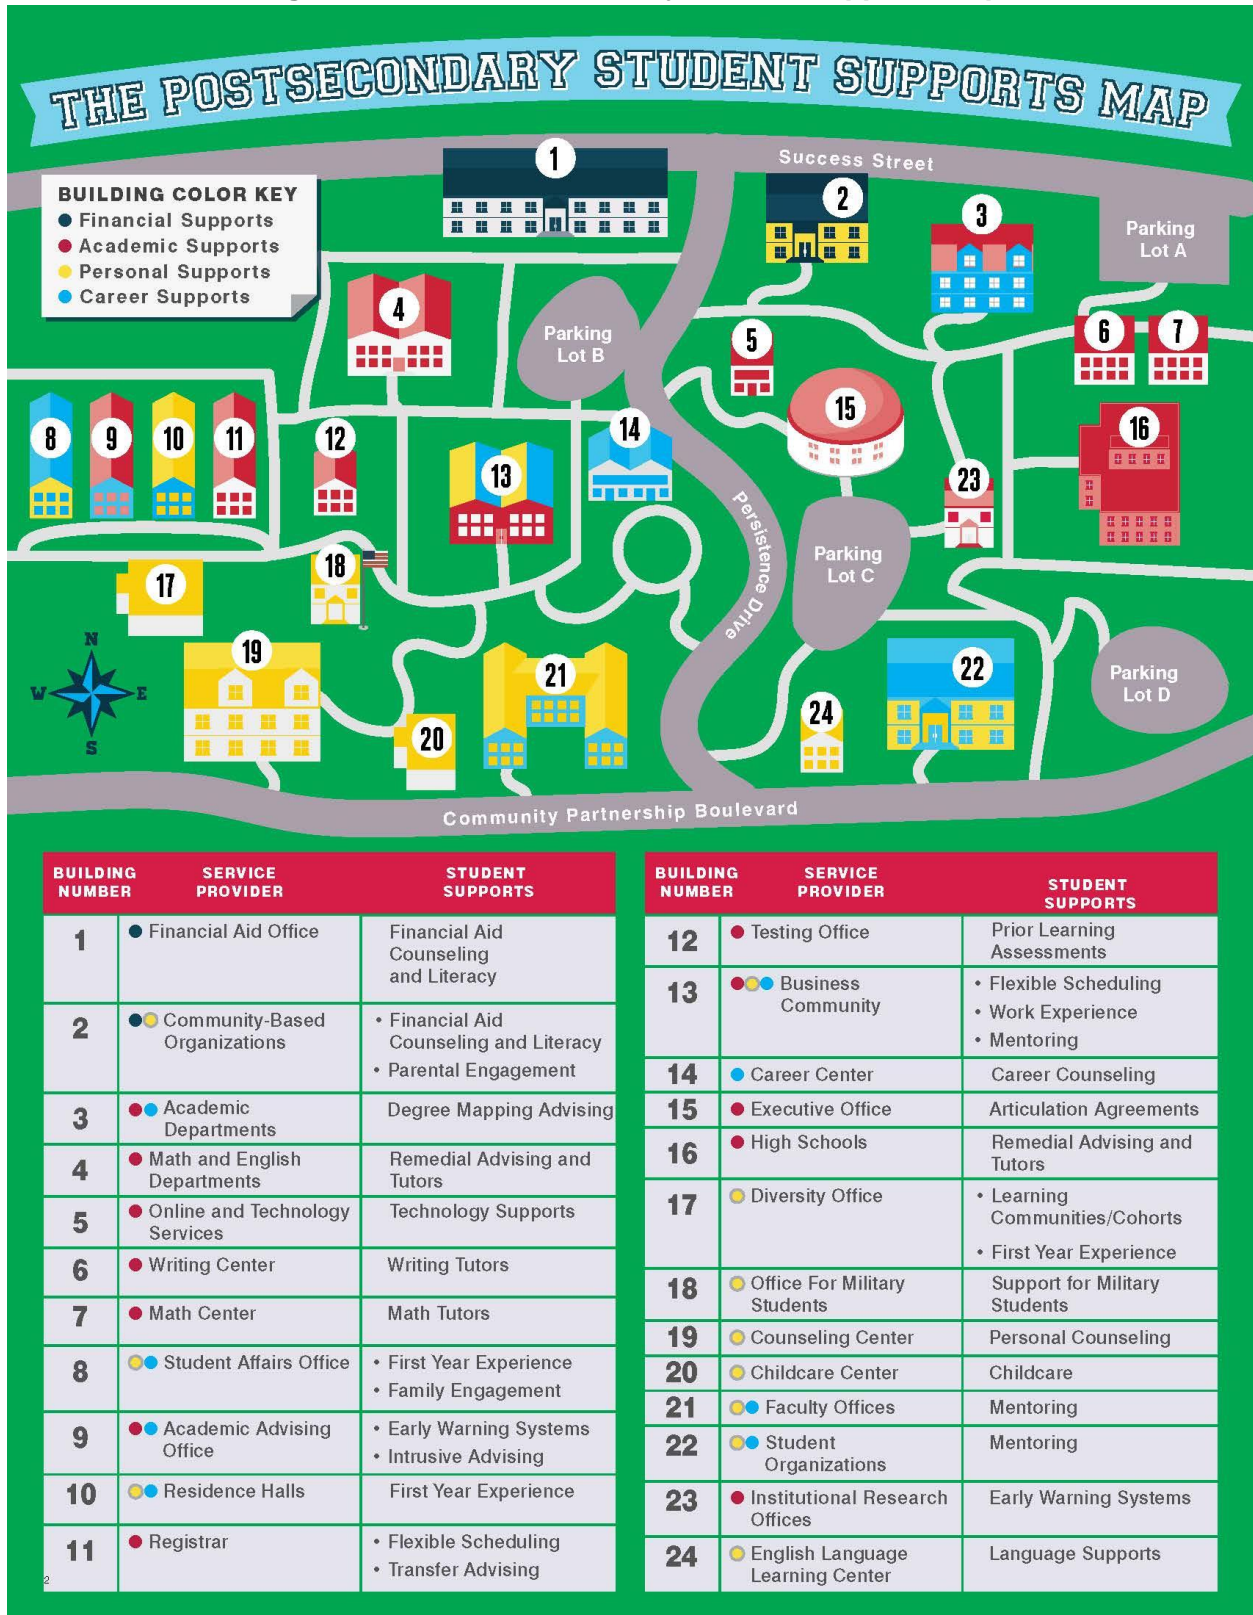 THE POSTSECONDARY STUDENT SUPPORTS MAP
Success Street
BUILDING COLOR KEY
Financial Supports
Academic Supports
Personal Supports
Career Supports
1
2
3
Parking
Lot A
4
Parking
Lot B
5
6
7
8
9
10
11
12
13
14
15
16
23
Persistence Drive
Parking
Lot C
17
18
N
W
E
S
19
20
21
22
24
Parking
Lot D
Community Partnership Boulevard
BUILDING
NUMBER
SERVICE
PROVIDER
STUDENT
SUPPORTS
1
Financial Aid Office
Financial Aid
Counseling
and Literacy
2
Community-Based
Organizations
• Financial Aid
Counseling and Literacy
• Parental Engagement
3
Academic
Departments
Degree Mapping Advising
4
Math and English
Departments
Remedial Advising and
Tutors
5
Online and Technology
Services
Technology Supports
6
Writing Center
Writing Tutors
7
Math Center
Math Tutors
8
Student Affairs Office
• First Year Experience
• Family Engagement
9
Academic Advising
Office
• Early Warning Systems
• Intrusive Advising
10
Residence Halls
First Year Experience
11
Registrar
• Flexible Scheduling
• Transfer Advising
2
BUILDING
NUMBER
SERVICE
PROVIDER
STUDENT
SUPPORTS
12
Testing Office
Prior Learning
Assessments
13
Business
Community
• Flexible Scheduling
• Work Experience
• Mentoring
14
Career Center
Career Counseling
15
Executive Office
Articulation Agreements
16
High Schools
Remedial Advising and
Tutors
17
Diversity Office
• Learning
Communities/Cohorts
• First Year Experience
18
Office For Military
Students
Support for Military
Students
19
Counseling Center
Personal Counseling
20
Childcare Center
Childcare
21
Faculty Offices
Mentoring
22
Student
Organizations
Mentoring
23
Institutional Research
Offices
Early Warning Systems
24
English Language
Learning Center
Language Supports